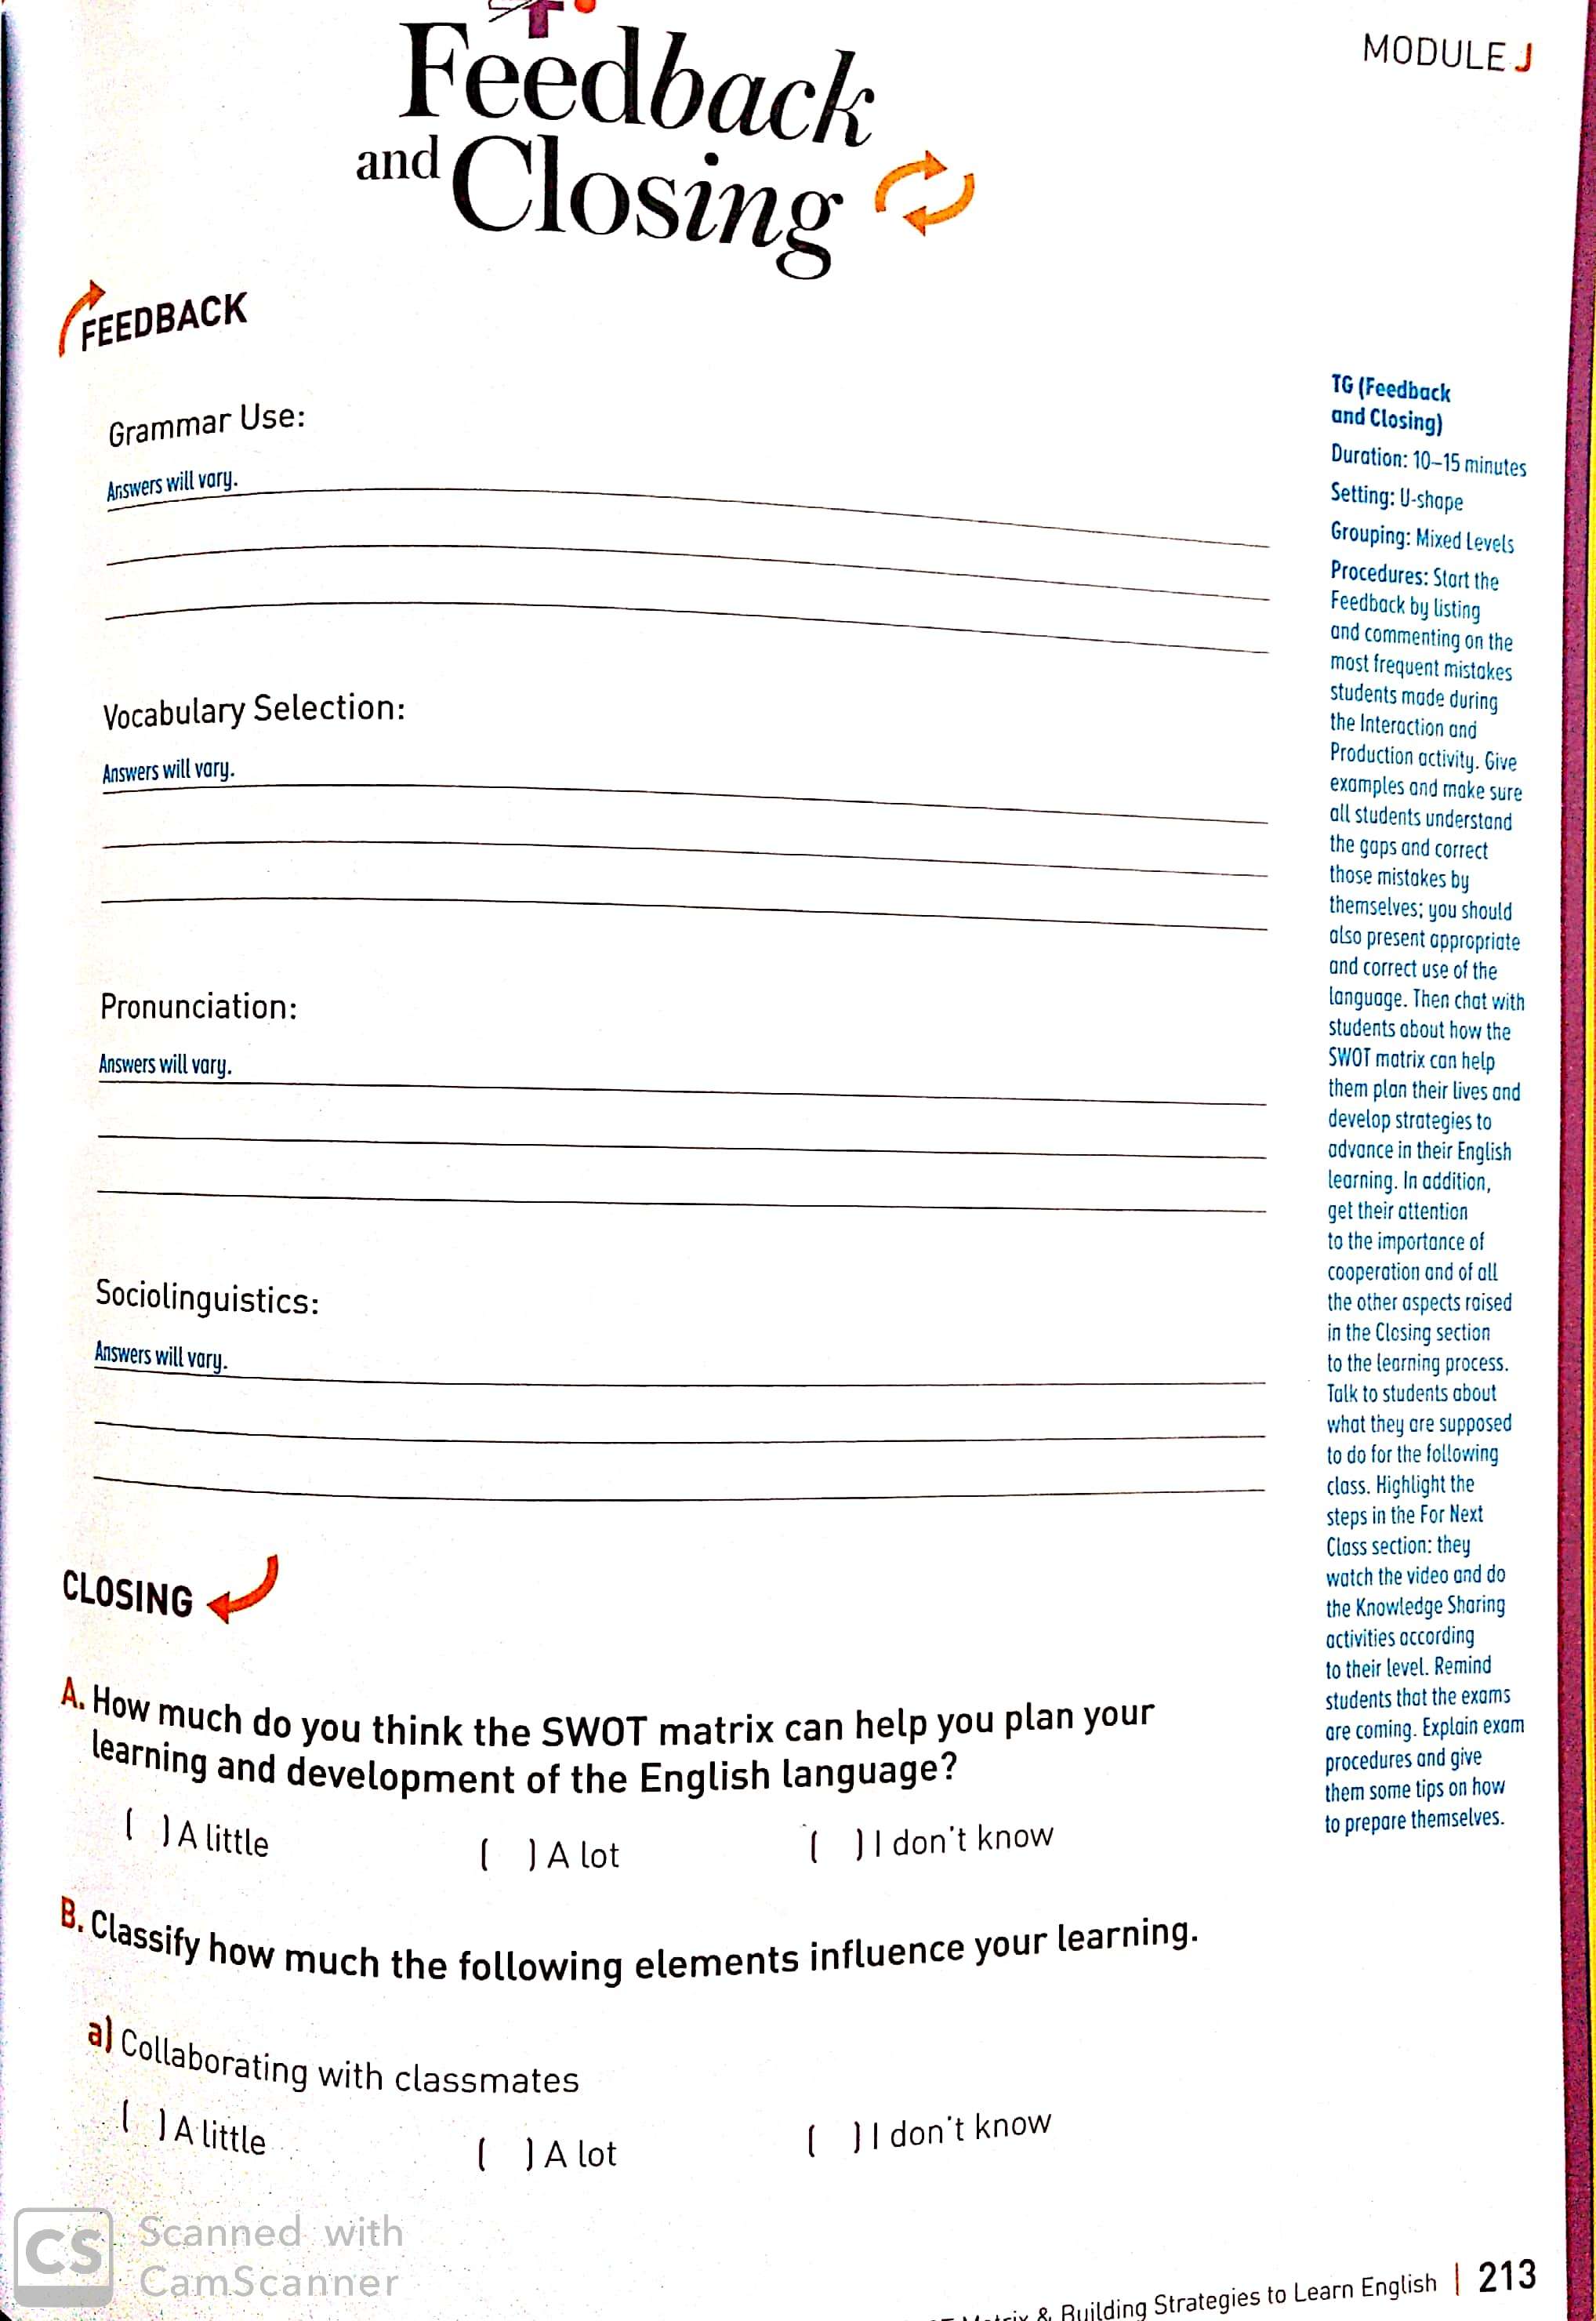 MODULE J
Feedback
and Closing
FEEDBACK
Grammar Use:
Answers will vary.
Vocabulary Selection:
Answers will vary.
Pronunciation:
Answers will vary.
Sociolinguistics:
Answers will vary.
CLOSING
A. How much do you think the SWOT matrix can help you plan your
learning and development of the English language?
( ) A little ( ) A lot ( ) I don't know
B. Classify how much the following elements influence your learning.
a) Collaborating with classmates
( ) A little ( ) A lot ( ) I don't know
TG (Feedback
and Closing)
Duration: 10–15 minutes
Setting: U-shape
Grouping: Mixed Levels
Procedures: Start the
Feedback by listing
and commenting on the
most frequent mistakes
students made during
the Interaction and
Production activity. Give
examples and make sure
all students understand
the gaps and correct
those mistakes by
themselves; you should
also present appropriate
and correct use of the
language. Then chat with
students about how the
SWOT matrix can help
them plan their lives and
develop strategies to
advance in their English
learning. In addition,
get their attention
to the importance of
cooperation and of all
the other aspects raised
in the Closing section
to the learning process.
Talk to students about
what they are supposed
to do for the following
class. Highlight the
steps in the For Next
Class section: they
watch the video and do
the Knowledge Sharing
activities according
to their level. Remind
students that the exams
are coming. Explain exam
procedures and give
them some tips on how
to prepare themselves.
& Building Strategies to Learn English | 213
CS
Scanned with
CamScanner